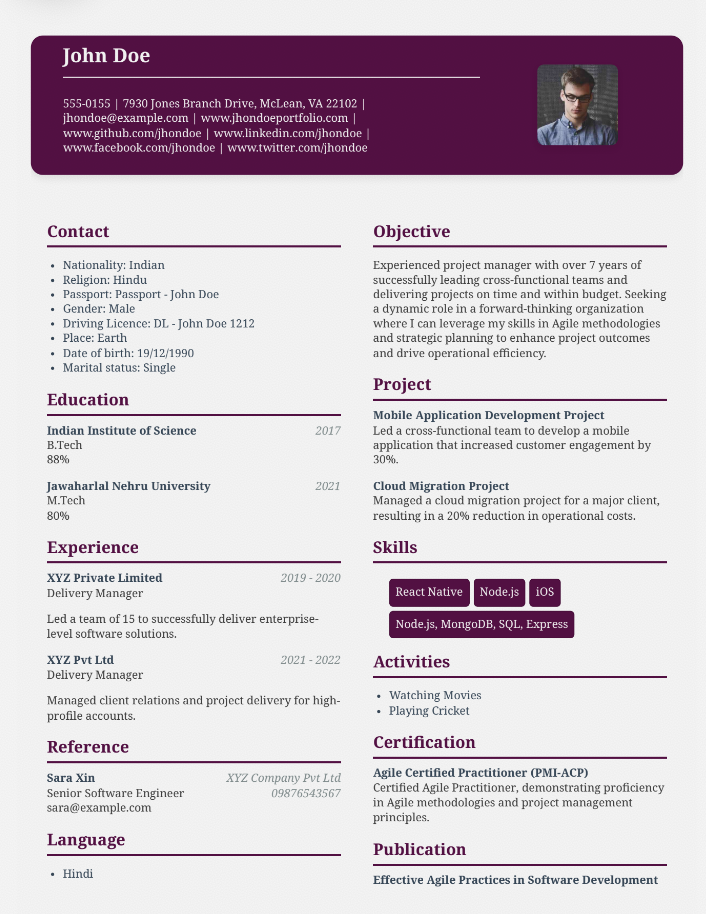 John Doe
555-0155 | 7930 Jones Branch Drive, McLean, VA 22102 |
jhondoe@example.com | www.jhondoeportfolio.com |
www.github.com/jhondoe | www.linkedin.com/jhondoe |
www.facebook.com/jhondoe | www.twitter.com/jhondoe
Contact
• Nationality: Indian
• Religion: Hindu
• Passport: Passport - John Doe
• Gender: Male
• Driving Licence: DL - John Doe 1212
• Place: Earth
• Date of birth: 19/12/1990
• Marital status: Single
Education
Indian Institute of Science 2017
B.Tech
88%
Jawaharlal Nehru University 2021
M.Tech
80%
Experience
XYZ Private Limited 2019 - 2020
Delivery Manager
Led a team of 15 to successfully deliver enterprise-
level software solutions.
XYZ Pvt Ltd 2021 - 2022
Delivery Manager
Managed client relations and project delivery for high-
profile accounts.
Reference
Sara Xin XYZ Company Pvt Ltd
Senior Software Engineer 09876543567
sara@example.com
Language
• Hindi
Objective
Experienced project manager with over 7 years of
successfully leading cross-functional teams and
delivering projects on time and within budget. Seeking
a dynamic role in a forward-thinking organization
where I can leverage my skills in Agile methodologies
and strategic planning to enhance project outcomes
and drive operational efficiency.
Project
Mobile Application Development Project
Led a cross-functional team to develop a mobile
application that increased customer engagement by
30%.
Cloud Migration Project
Managed a cloud migration project for a major client,
resulting in a 20% reduction in operational costs.
Skills
React Native Node.js iOS
Node.js, MongoDB, SQL, Express
Activities
• Watching Movies
• Playing Cricket
Certification
Agile Certified Practitioner (PMI-ACP)
Certified Agile Practitioner, demonstrating proficiency
in Agile methodologies and project management
principles.
Publication
Effective Agile Practices in Software Development